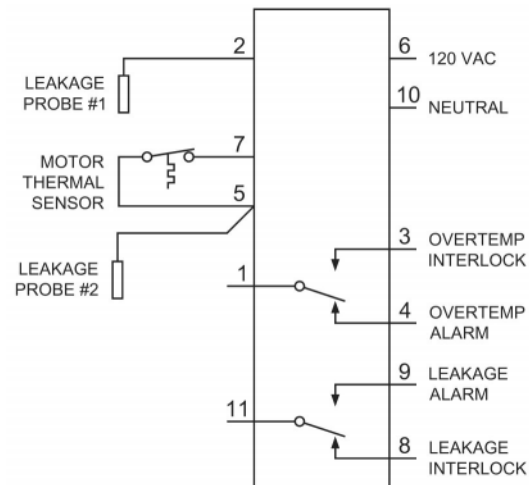 2
LEAKAGE
PROBE #1
7
MOTOR
THERMAL
SENSOR
5
LEAKAGE
PROBE #2
1
11
6
120 VAC
10
NEUTRAL
3
OVERTEMP
INTERLOCK
4
OVERTEMP
ALARM
9
LEAKAGE
ALARM
8
LEAKAGE
INTERLOCK